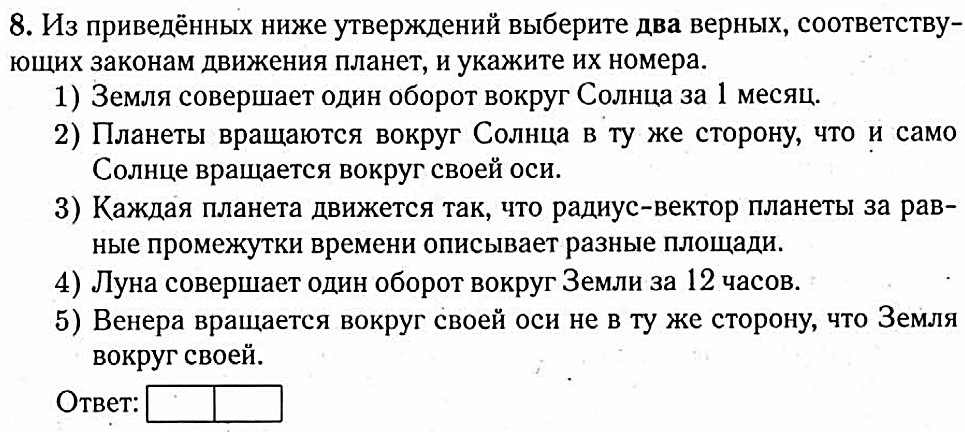 8. Из приведённых ниже утверждений выберите два верных, соответству-
ющих законам движения планет, и укажите их номера.
1) Земля совершает один оборот вокруг Солнца за 1 месяц.
2) Планеты вращаются вокруг Солнца в ту же сторону, что и само
Солнце вращается вокруг своей оси.
3) Каждая планета движется так, что радиус-вектор планеты за рав-
ные промежутки времени описывает разные площади.
4) Луна совершает один оборот вокруг Земли за 12 часов.
5) Венера вращается вокруг своей оси не в ту же сторону, что Земля
вокруг своей.
Ответ: